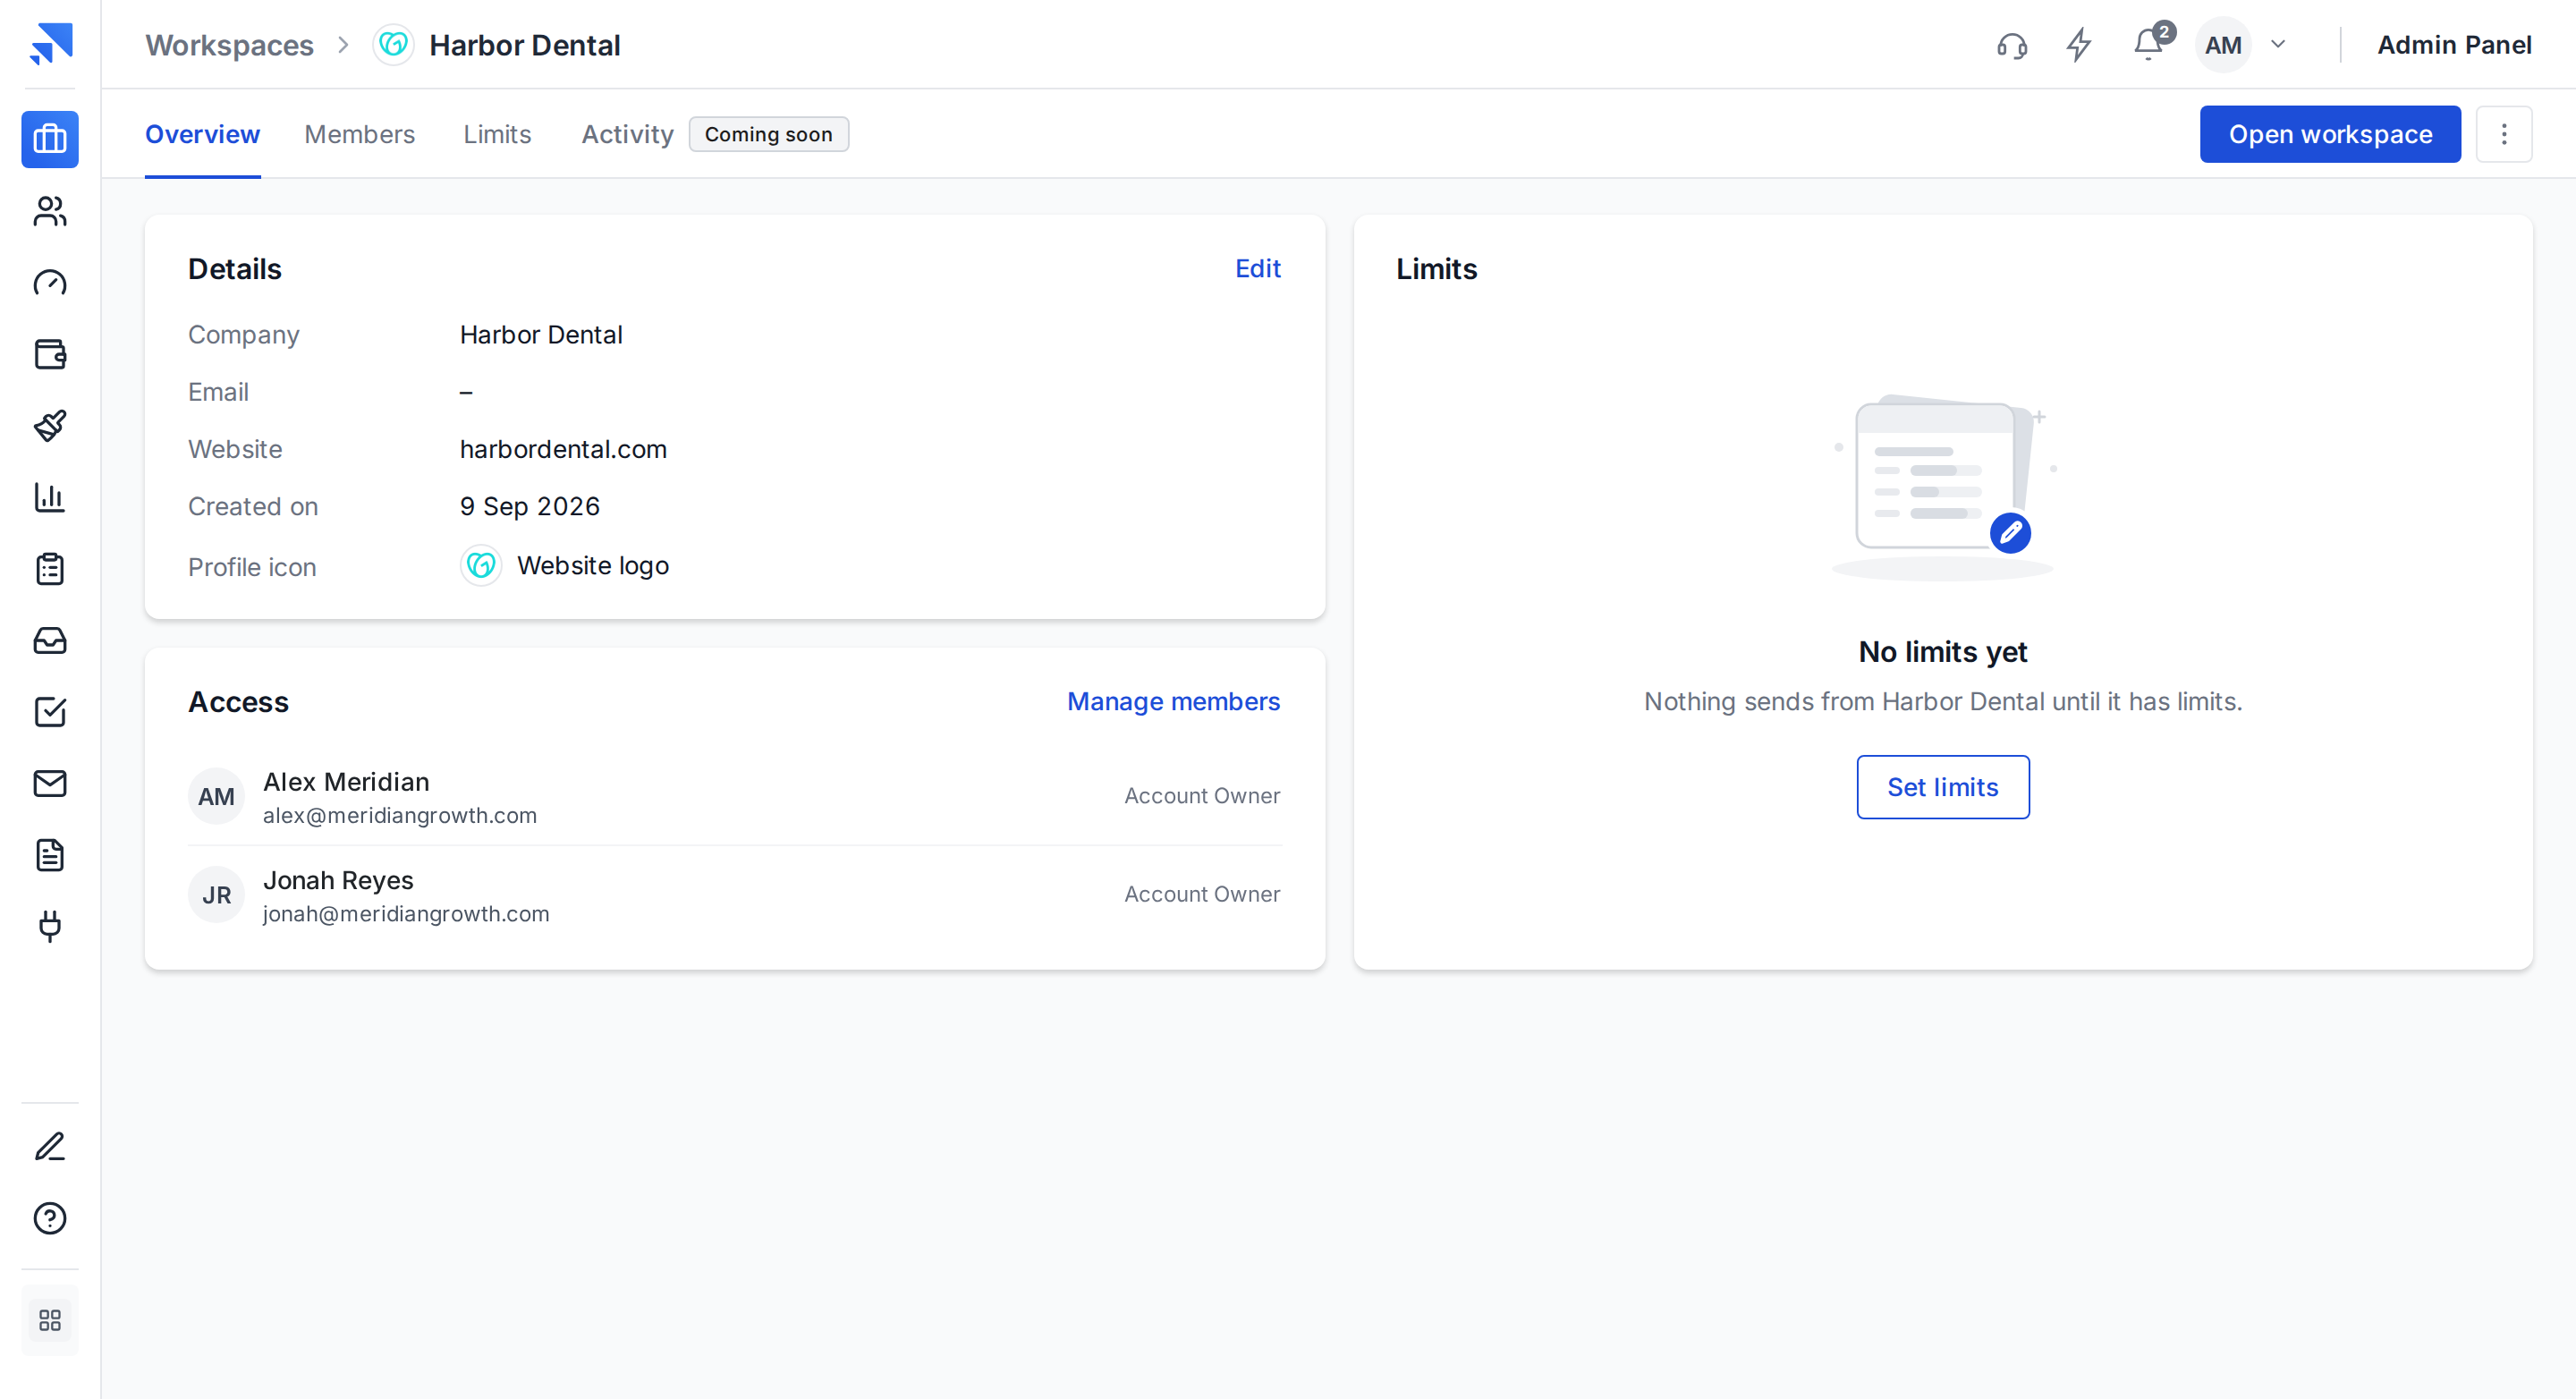 Workspaces
Harbor Dental
2
AM
Admin Panel
Overview
Members
Limits
Activity
Coming soon
Open workspace
Details
Edit
Company
Harbor Dental
Email
–
Website
harbordental.com
Created on
9 Sep 2026
Profile icon
Website logo
Access
Manage members
AM
Alex Meridian
alex@meridiangrowth.com
Account Owner
JR
Jonah Reyes
jonah@meridiangrowth.com
Account Owner
Limits
No limits yet
Nothing sends from Harbor Dental until it has limits.
Set limits